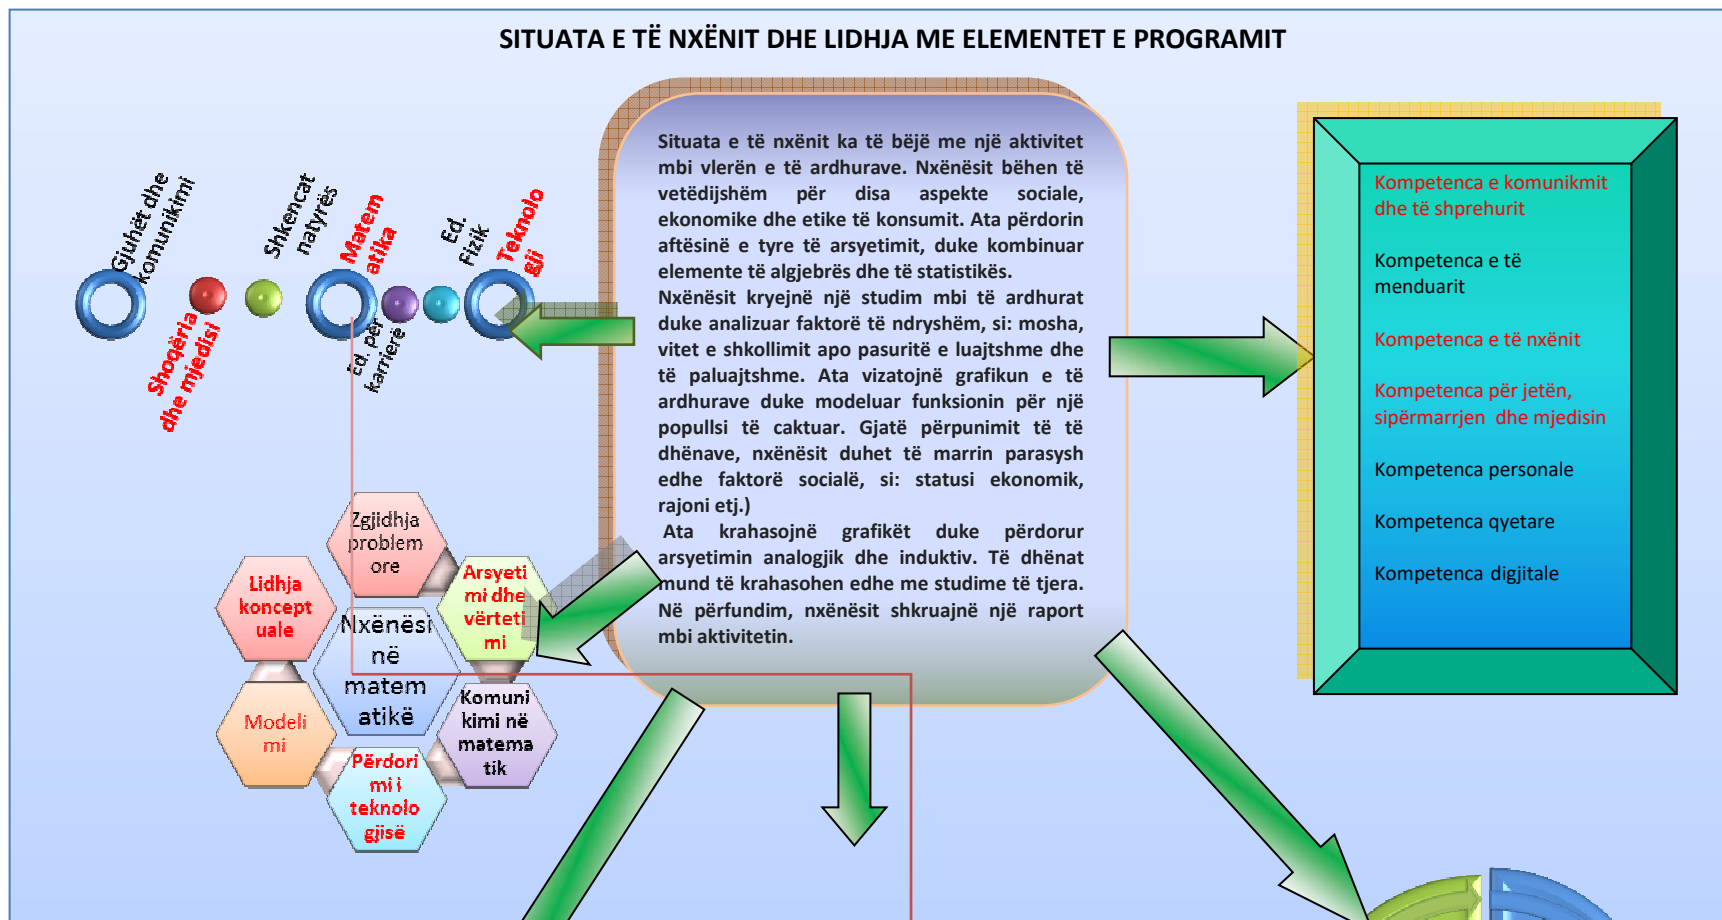 SITUATA E TË NXËNIT DHE LIDHJA ME ELEMENTET E PROGRAMIT
Gjuhët dhe
komunikimi
Shoqëria
dhe mjedisi
Shkencat
natyrës
Matem
atika
Ed. për
karrierë
Ed.
Fizik
Teknolo
gji
Situata e të nxënit ka të bëjë me një aktivitet
mbi vlerën e të ardhurave. Nxënësit bëhen të
vetëdijshëm për disa aspekte sociale,
ekonomike dhe etike të konsumit. Ata përdorin
aftësinë e tyre të arsyetimit, duke kombinuar
elemente të algjebrës dhe të statistikës.
Nxënësit kryejnë një studim mbi të ardhurat
duke analizuar faktorë të ndryshëm, si: mosha,
vitet e shkollimit apo pasuritë e luajtshme dhe
të paluajtshme. Ata vizatojnë grafikun e të
ardhurave duke modeluar funksionin për një
popullsi të caktuar. Gjatë përpunimit të të
dhënave, nxënësit duhet të marrin parasysh
edhe faktorë socialë, si: statusi ekonomik,
rajoni etj.)
Ata krahasojnë grafikët duke përdorur
arsyetimin analogjik dhe induktiv. Të dhënat
mund të krahasohen edhe me studime të tjera.
Në përfundim, nxënësit shkruajnë një raport
mbi aktivitetin.
Kompetenca e komunikmit
dhe të shprehurit
Kompetenca e të
menduarit
Kompetenca e të nxënit
Kompetenca për jetën,
sipërmarrjen dhe mjedisin
Kompetenca personale
Kompetenca qyetare
Kompetenca digjitale
Zgjidhja
problem
ore
Arsyeti
mi dhe
vërteti
mi
Komuni
kimi në
matema
tik
Përdori
mi i
teknolo
gjisë
Modeli
mi
Lidhja
koncept
uale
Nxënësi
në
matem
atikë